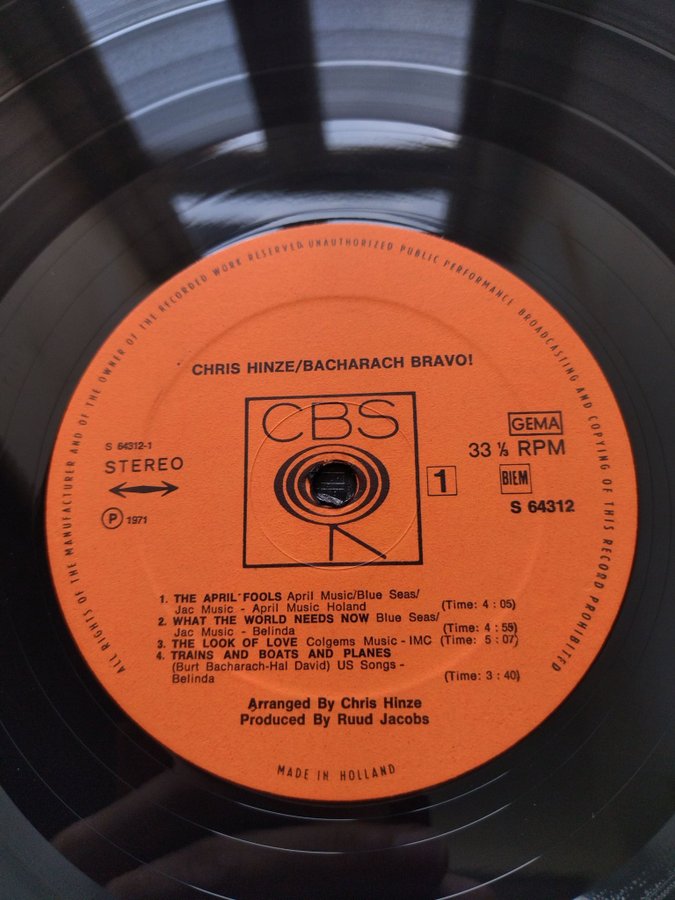 ALL RIGHTS OF THE MANUFACTURER AND OF THE OWNER OF THE RECORDED WORK RESERVED. UNAUTHORIZED PUBLIC PERFORMANCE BROADCASTING AND COPYING OF THIS RECORD PROHIBITED
CHRIS HINZE/BACHARACH BRAVO!
CBS
GEMA
S 64312-1
33 ⅓ RPM
STEREO
1
BIEM
S 64312
Ⓟ 1971
1. THE APRIL FOOLS April Music/Blue Seas/
Jac Music - April Music Holand (Time: 4 : 05)
2. WHAT THE WORLD NEEDS NOW Blue Seas/
Jac Music - Belinda (Time: 4 : 55)
3. THE LOOK OF LOVE Colgems Music - IMC (Time: 5 : 07)
4. TRAINS AND BOATS AND PLANES
(Burt Bacharach-Hal David) US Songs -
Belinda (Time: 3 : 40)
Arranged By Chris Hinze
Produced By Ruud Jacobs
MADE IN HOLLAND